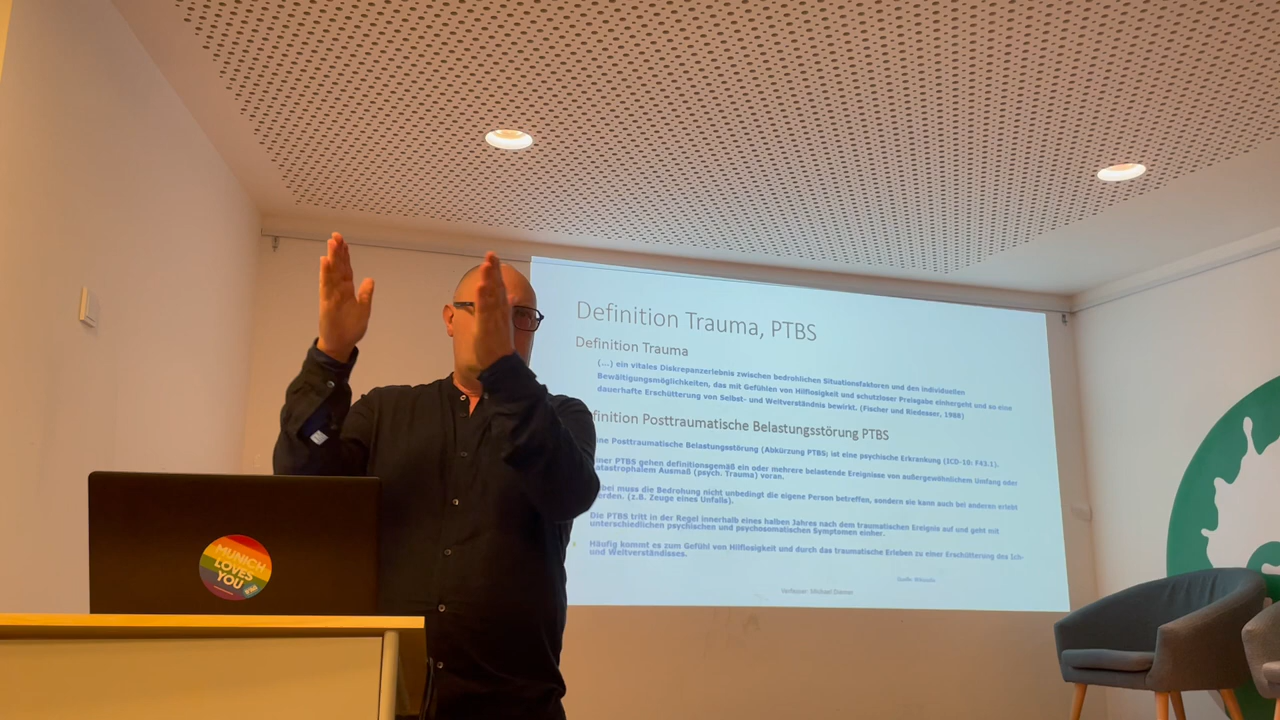 Definition Trauma, PTBS
Definition Trauma
(...) ein vitales Diskrepanzerlebnis zwischen bedrohlichen Situationsfaktoren und den individuellen
Bewältigungsmöglichkeiten, das mit Gefühlen von Hilflosigkeit und schutzloser Preisgabe einhergeht und so eine
dauerhafte Erschütterung von Selbst- und Weltverständnis bewirkt, (Fischer und Riedesser, 1988)
finition Posttraumatische Belastungsstörung PTBS
ine Posttraumatische Belastungsstörung (Abkürzung PTBS; ist eine psychische Erkrankung (ICD-10: F43.1).
iner PTBS gehen definitionsgemäß ein oder mehrere belastende Ereignisse von außergewöhnlichem Umfang oder
atastrophalem Ausmaß (psych. Trauma) voran.
bei muss die Bedrohung nicht unbedingt die eigene Person betreffen, sondern sie kann auch bei anderen erlebt
erden. (z.B. Zeuge eines Unfalls).
Die PTBS tritt in der Regel innerhalb eines halben Jahres nach dem traumatischen Ereignis auf und geht mit
unterschiedlichen psychischen und psychosomatischen Symptomen einher.
Häufig kommt es zum Gefühl von Hilflosigkeit und durch das traumatische Erleben zu einer Erschütterung des Ich-
und Weltverständnisses.
Verfasser: Michael
MUNICH
LOVES
YOU